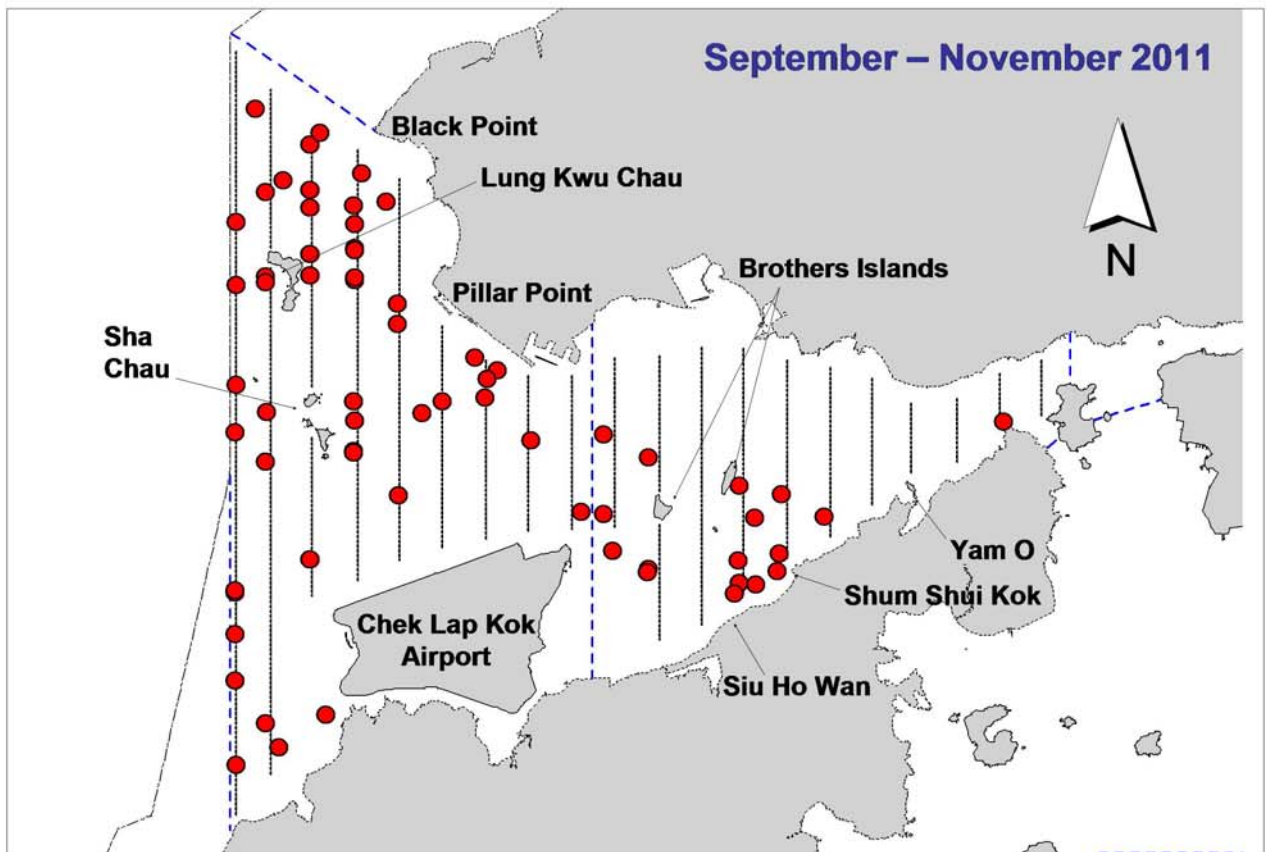 September – November 2011
Black Point
Lung Kwu Chau
N
Brothers Islands
Pillar Point
Sha
Chau
Yam O
Shum Shui Kok
Chek Lap Kok
Airport
Siu Ho Wan